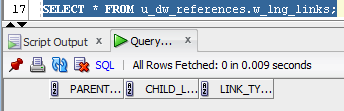 17 SELECT * FROM u_dw_references.w_lng_links;
Script Output x Query... x
SQL All Rows Fetched: 0 in 0.009 seconds
PARENT... CHILD_L... LINK_TY...